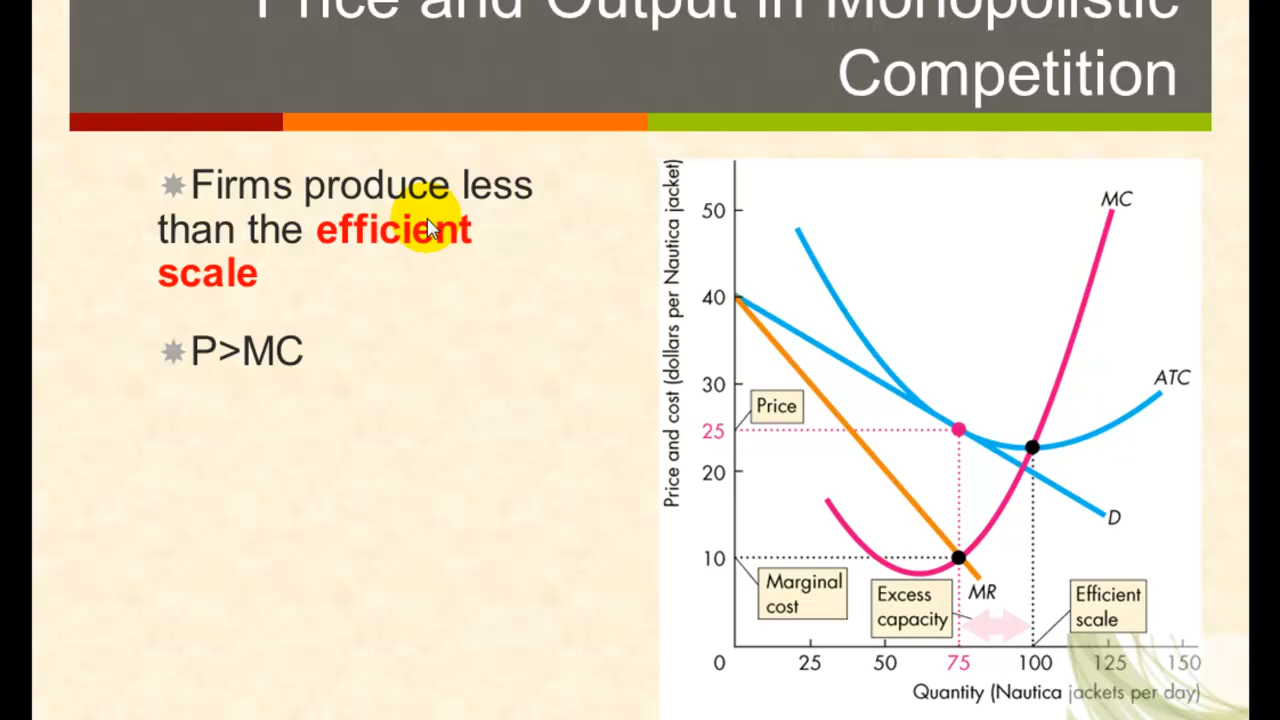 Price and Output in Monopolistic
Competition
Firms produce less
than the efficient
scale
P>MC
Price and cost (dollars per Nautica jacket)
50
40
30
25
20
10
0
MC
ATC
D
MR
Price
Marginal
cost
Excess
capacity
Efficient
scale
25
50
75
100
125
150
Quantity (Nautica jackets per day)